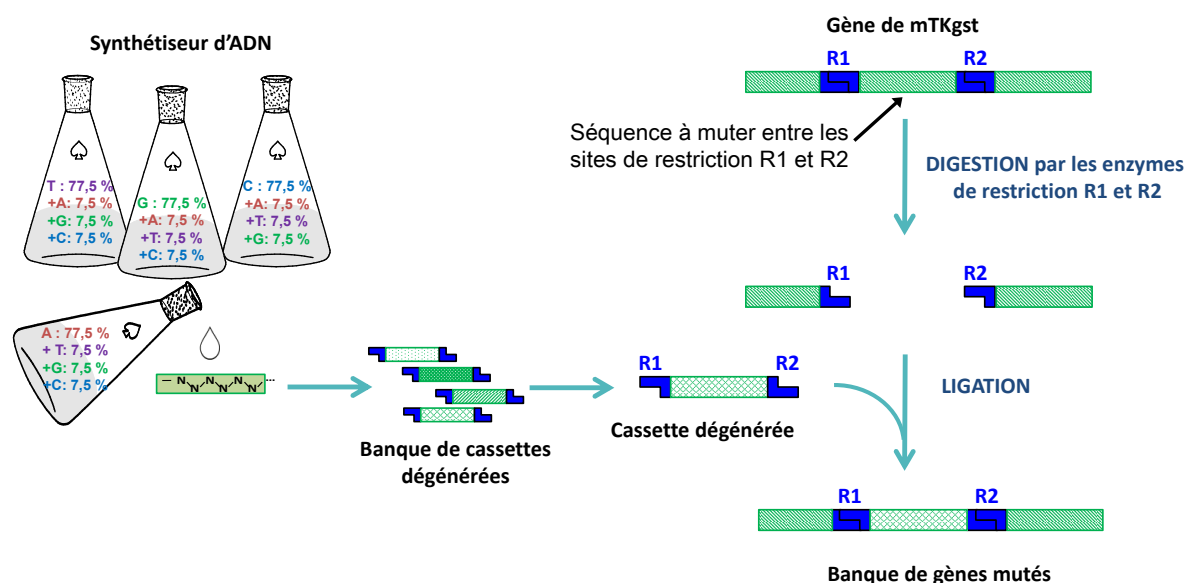 Synthétiseur d'ADN
T : 77,5 %
+A: 7,5 %
+G: 7,5 %
+C: 7,5 %
G : 77,5 %
+A: 7,5 %
+T: 7,5 %
+C: 7,5 %
C : 77,5 %
+A: 7,5 %
+T: 7,5 %
+G: 7,5 %
A : 77,5 %
+ T: 7,5 %
+G: 7,5 %
+C: 7,5 %
— N N N N N N ...
Banque de cassettes
dégénérées
R1 R2
Cassette dégénérée
Gène de mTKgst
R1 R2
Séquence à muter entre les
sites de restriction R1 et R2
DIGESTION par les enzymes
de restriction R1 et R2
R1 R2
LIGATION
R1 R2
Banque de gènes mutés